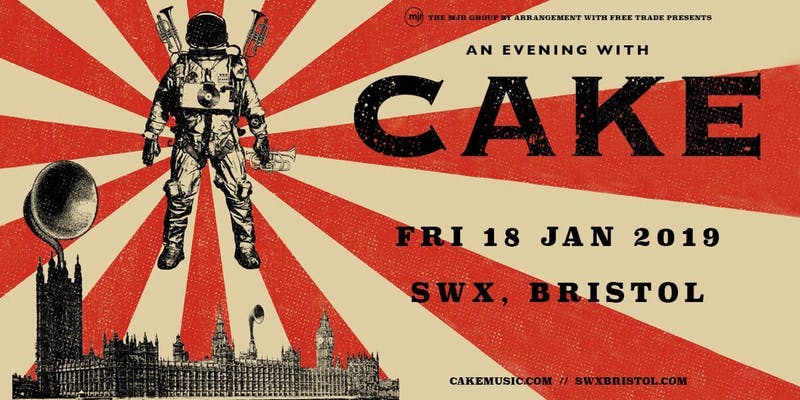 mjr THE MJR GROUP BY ARRANGEMENT WITH FREE TRADE PRESENTS
AN EVENING WITH
CAKE
FRI 18 JAN 2019
SWX, BRISTOL
CAKEMUSIC.COM // SWXBRISTOL.COM